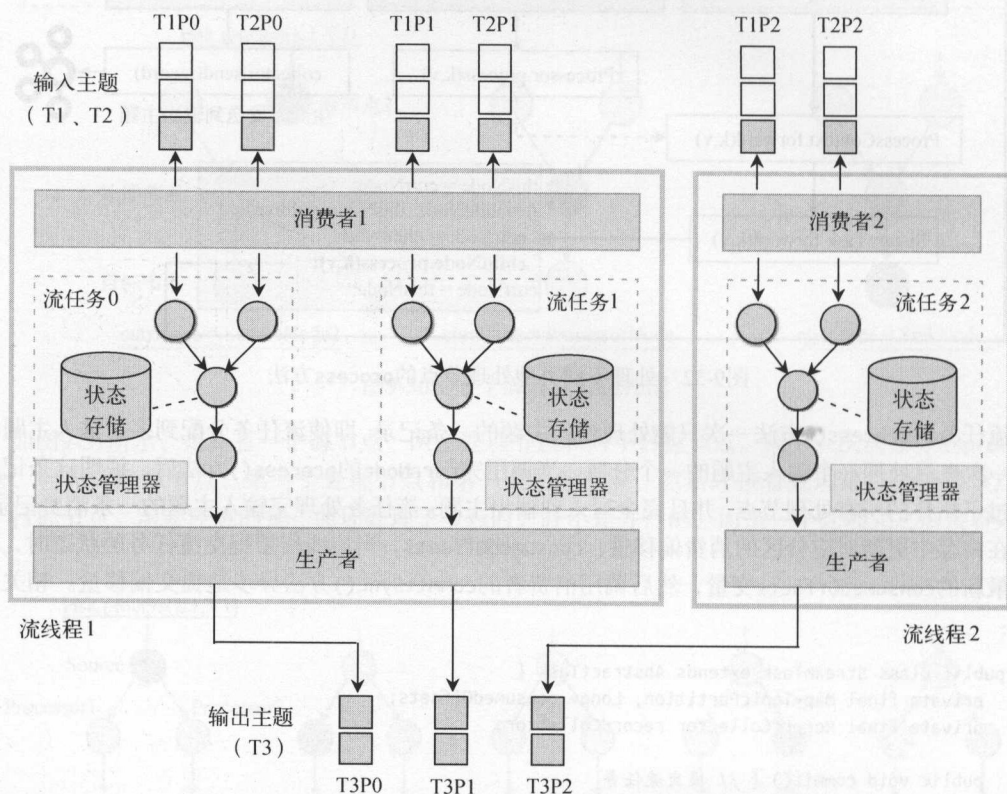 T1P0 T2P0 T1P1 T2P1 T1P2 T2P2
输入主题
（T1、T2）
消费者1 消费者2
流任务0 流任务1 流任务2
状态
存储
状态
存储
状态
存储
状态管理器 状态管理器 状态管理器
生产者 生产者
流线程1 流线程2
输出主题
（T3）
T3P0 T3P1 T3P2